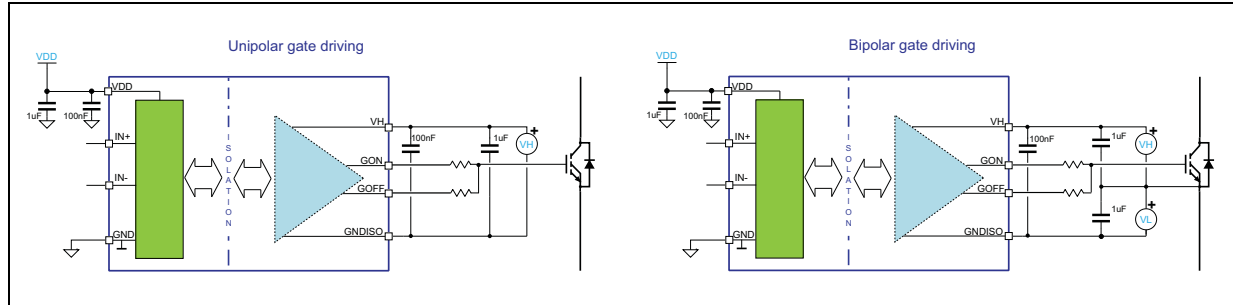 Unipolar gate driving
VDD
VDD
1uF
100nF
IN+
IN-
GND
ISOLATION
VH
GON
GOFF
GNDISO
100nF
1uF
+
VH
Bipolar gate driving
VDD
VDD
1uF
100nF
IN+
IN-
GND
ISOLATION
VH
GON
GOFF
GNDISO
100nF
1uF
+
VH
1uF
+
VL